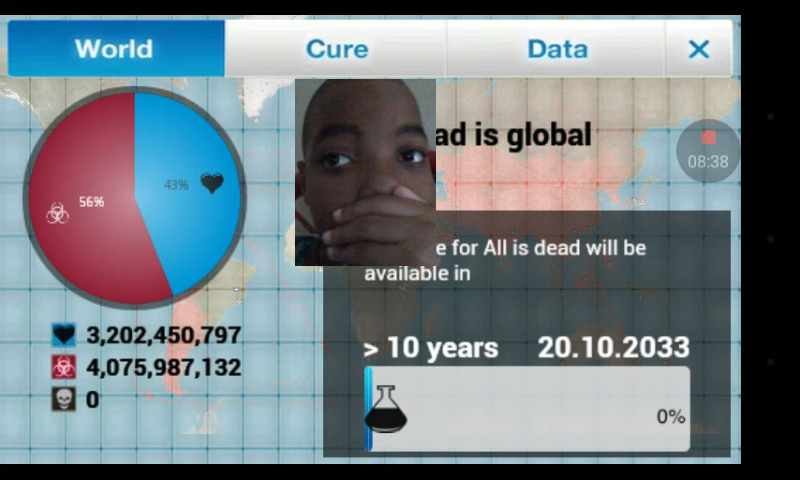 World Cure Data ×
ad is global
08:38
43%
56%
e for All is dead will be
available in
3,202,450,797
4,075,987,132
0
> 10 years 20.10.2033
0%